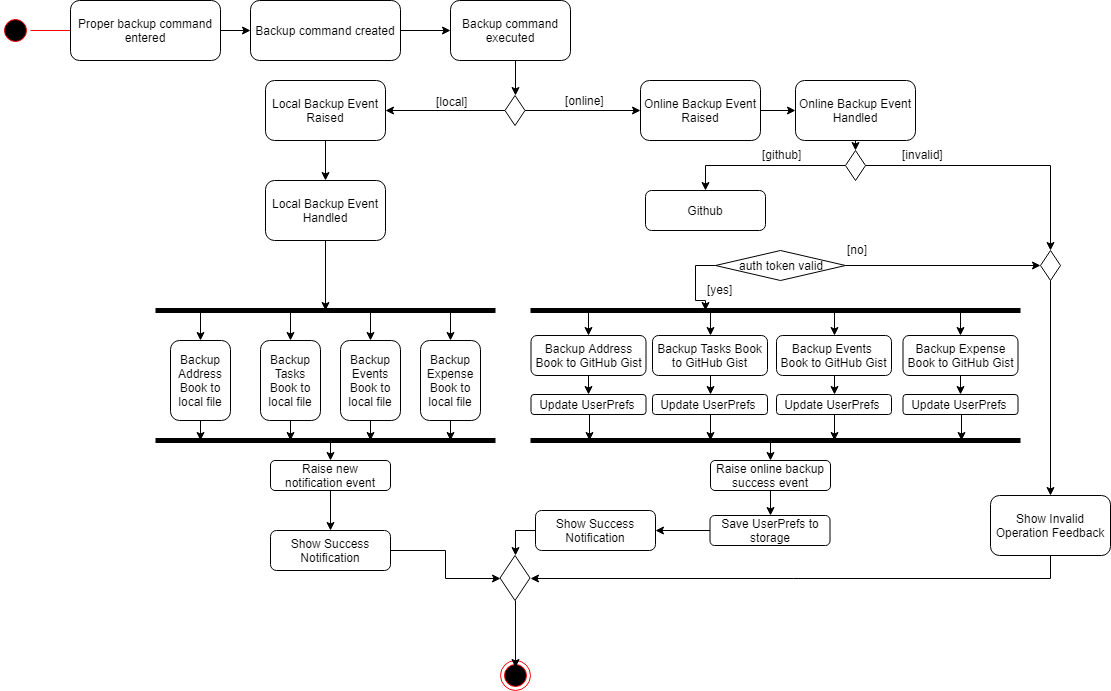 Proper backup command
entered
Backup command created
Backup command
executed
Local Backup Event
Raised
[local]
[online]
Online Backup Event
Raised
Online Backup Event
Handled
[github]
[invalid]
Local Backup Event
Handled
Github
[no]
auth token valid
[yes]
Backup
Address
Book to
local file
Backup
Tasks
Book to
local file
Backup
Events
Book to
local file
Backup
Expense
Book to
local file
Backup Address
Book to GitHub Gist
Backup Tasks Book
to GitHub Gist
Backup Events
Book to GitHub Gist
Backup Expense
Book to GitHub Gist
Update UserPrefs
Update UserPrefs
Update UserPrefs
Update UserPrefs
Raise new
notification event
Raise online backup
success event
Show Success
Notification
Show Success
Notification
Save UserPrefs to
storage
Show Invalid
Operation Feedback